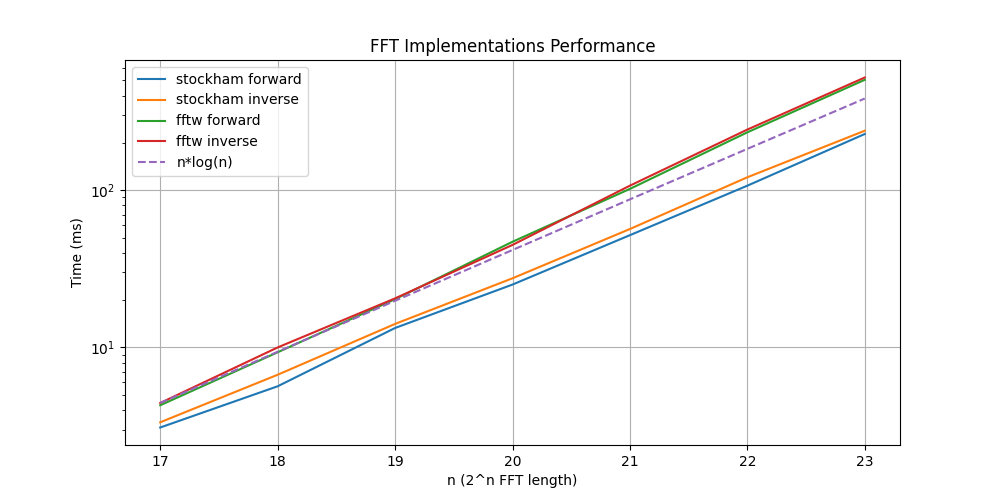 FFT Implementations Performance
stockham forward
stockham inverse
fftw forward
fftw inverse
n*log(n)
10²
10¹
Time (ms)
17 18 19 20 21 22 23
n (2^n FFT length)